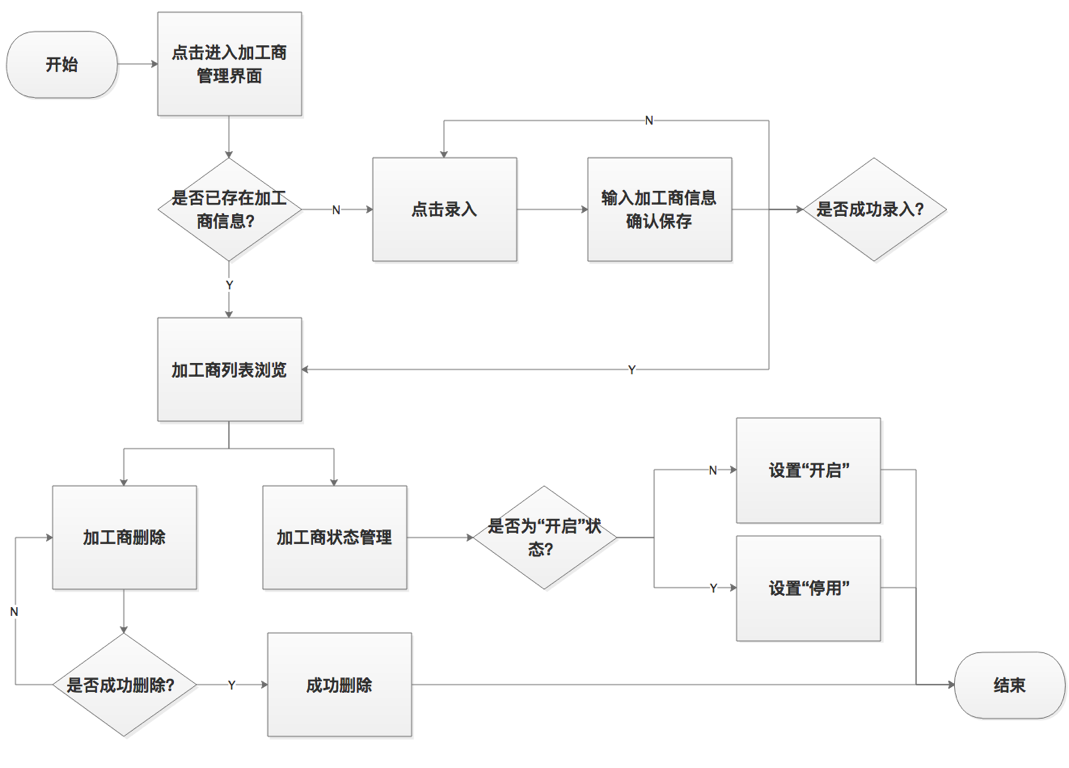 开始
点击进入加工商
管理界面
N
是否已存在加工
商信息?
N
点击录入
输入加工商信息
确认保存
是否成功录入?
Y
加工商列表浏览
Y
加工商删除
加工商状态管理
是否为“开启”状
态?
N
设置“开启”
Y
设置“停用”
N
是否成功删除?
Y
成功删除
结束